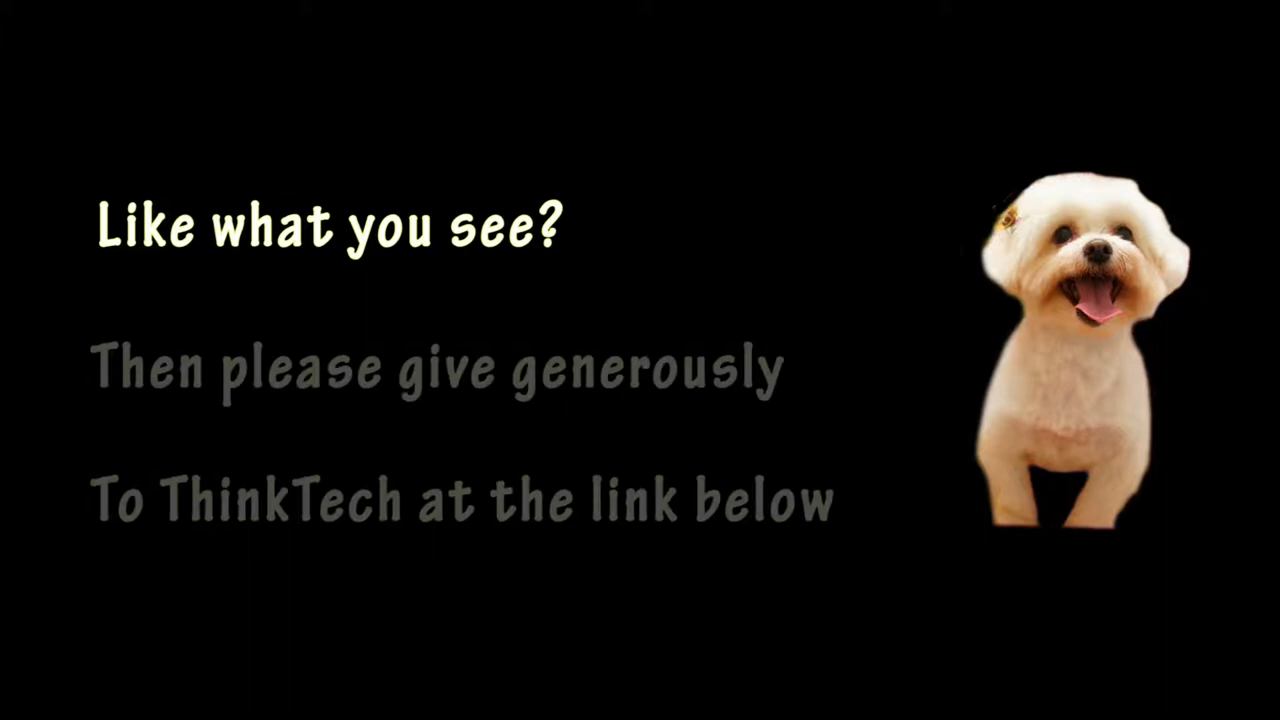 Like what you see?
Then please give generously
To ThinkTech at the link below